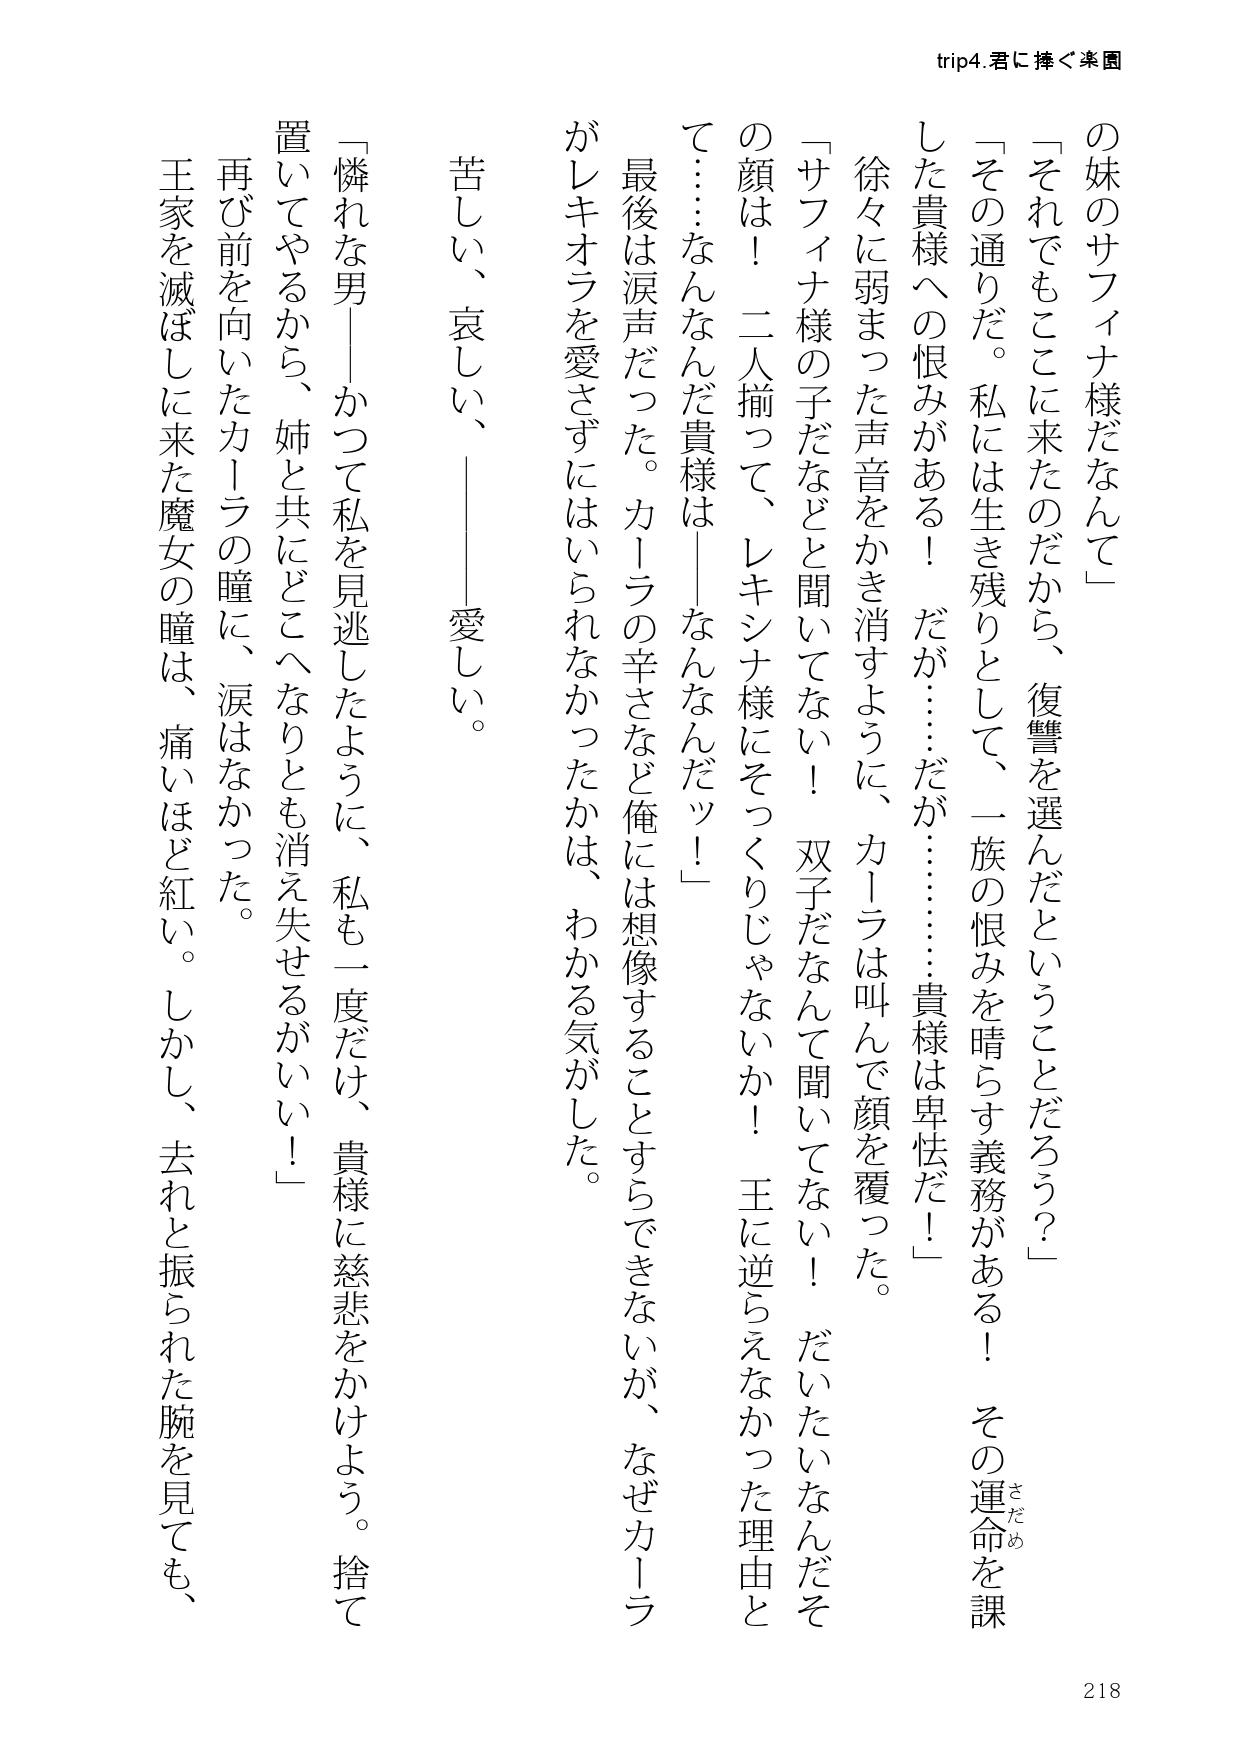 trip4.君に捧ぐ楽園
の妹のサフィナ様だなんて」
「それでもここに来たのだから、復讐を選んだということだろう？」
「その通りだ。私には生き残りとして、一族の恨みを晴らす義務がある！　その運命を課
さだめ
した貴様への恨みがある！　だが……だが…………貴様は卑怯だ！」
　徐々に弱まった声音をかき消すように、カーラは叫んで顔を覆った。
「サフィナ様の子だなどと聞いてない！　双子だなんて聞いてない！　だいたいなんだそ
の顔は！　二人揃って、レキシナ様にそっくりじゃないか！　王に逆らえなかった理由と
て……なんなんだ貴様は――なんなんだッ！」
　最後は涙声だった。カーラの辛さなど俺には想像することすらできないが、なぜカーラ
がレキオラを愛さずにはいられなかったかは、わかる気がした。
　苦しい、哀しい、――――愛しい。
「憐れな男――かつて私を見逃したように、私も一度だけ、貴様に慈悲をかけよう。捨て
置いてやるから、姉と共にどこへなりとも消え失せるがいい！」
　再び前を向いたカーラの瞳に、涙はなかった。
　王家を滅ぼしに来た魔女の瞳は、痛いほど紅い。しかし、去れと振られた腕を見ても、
218